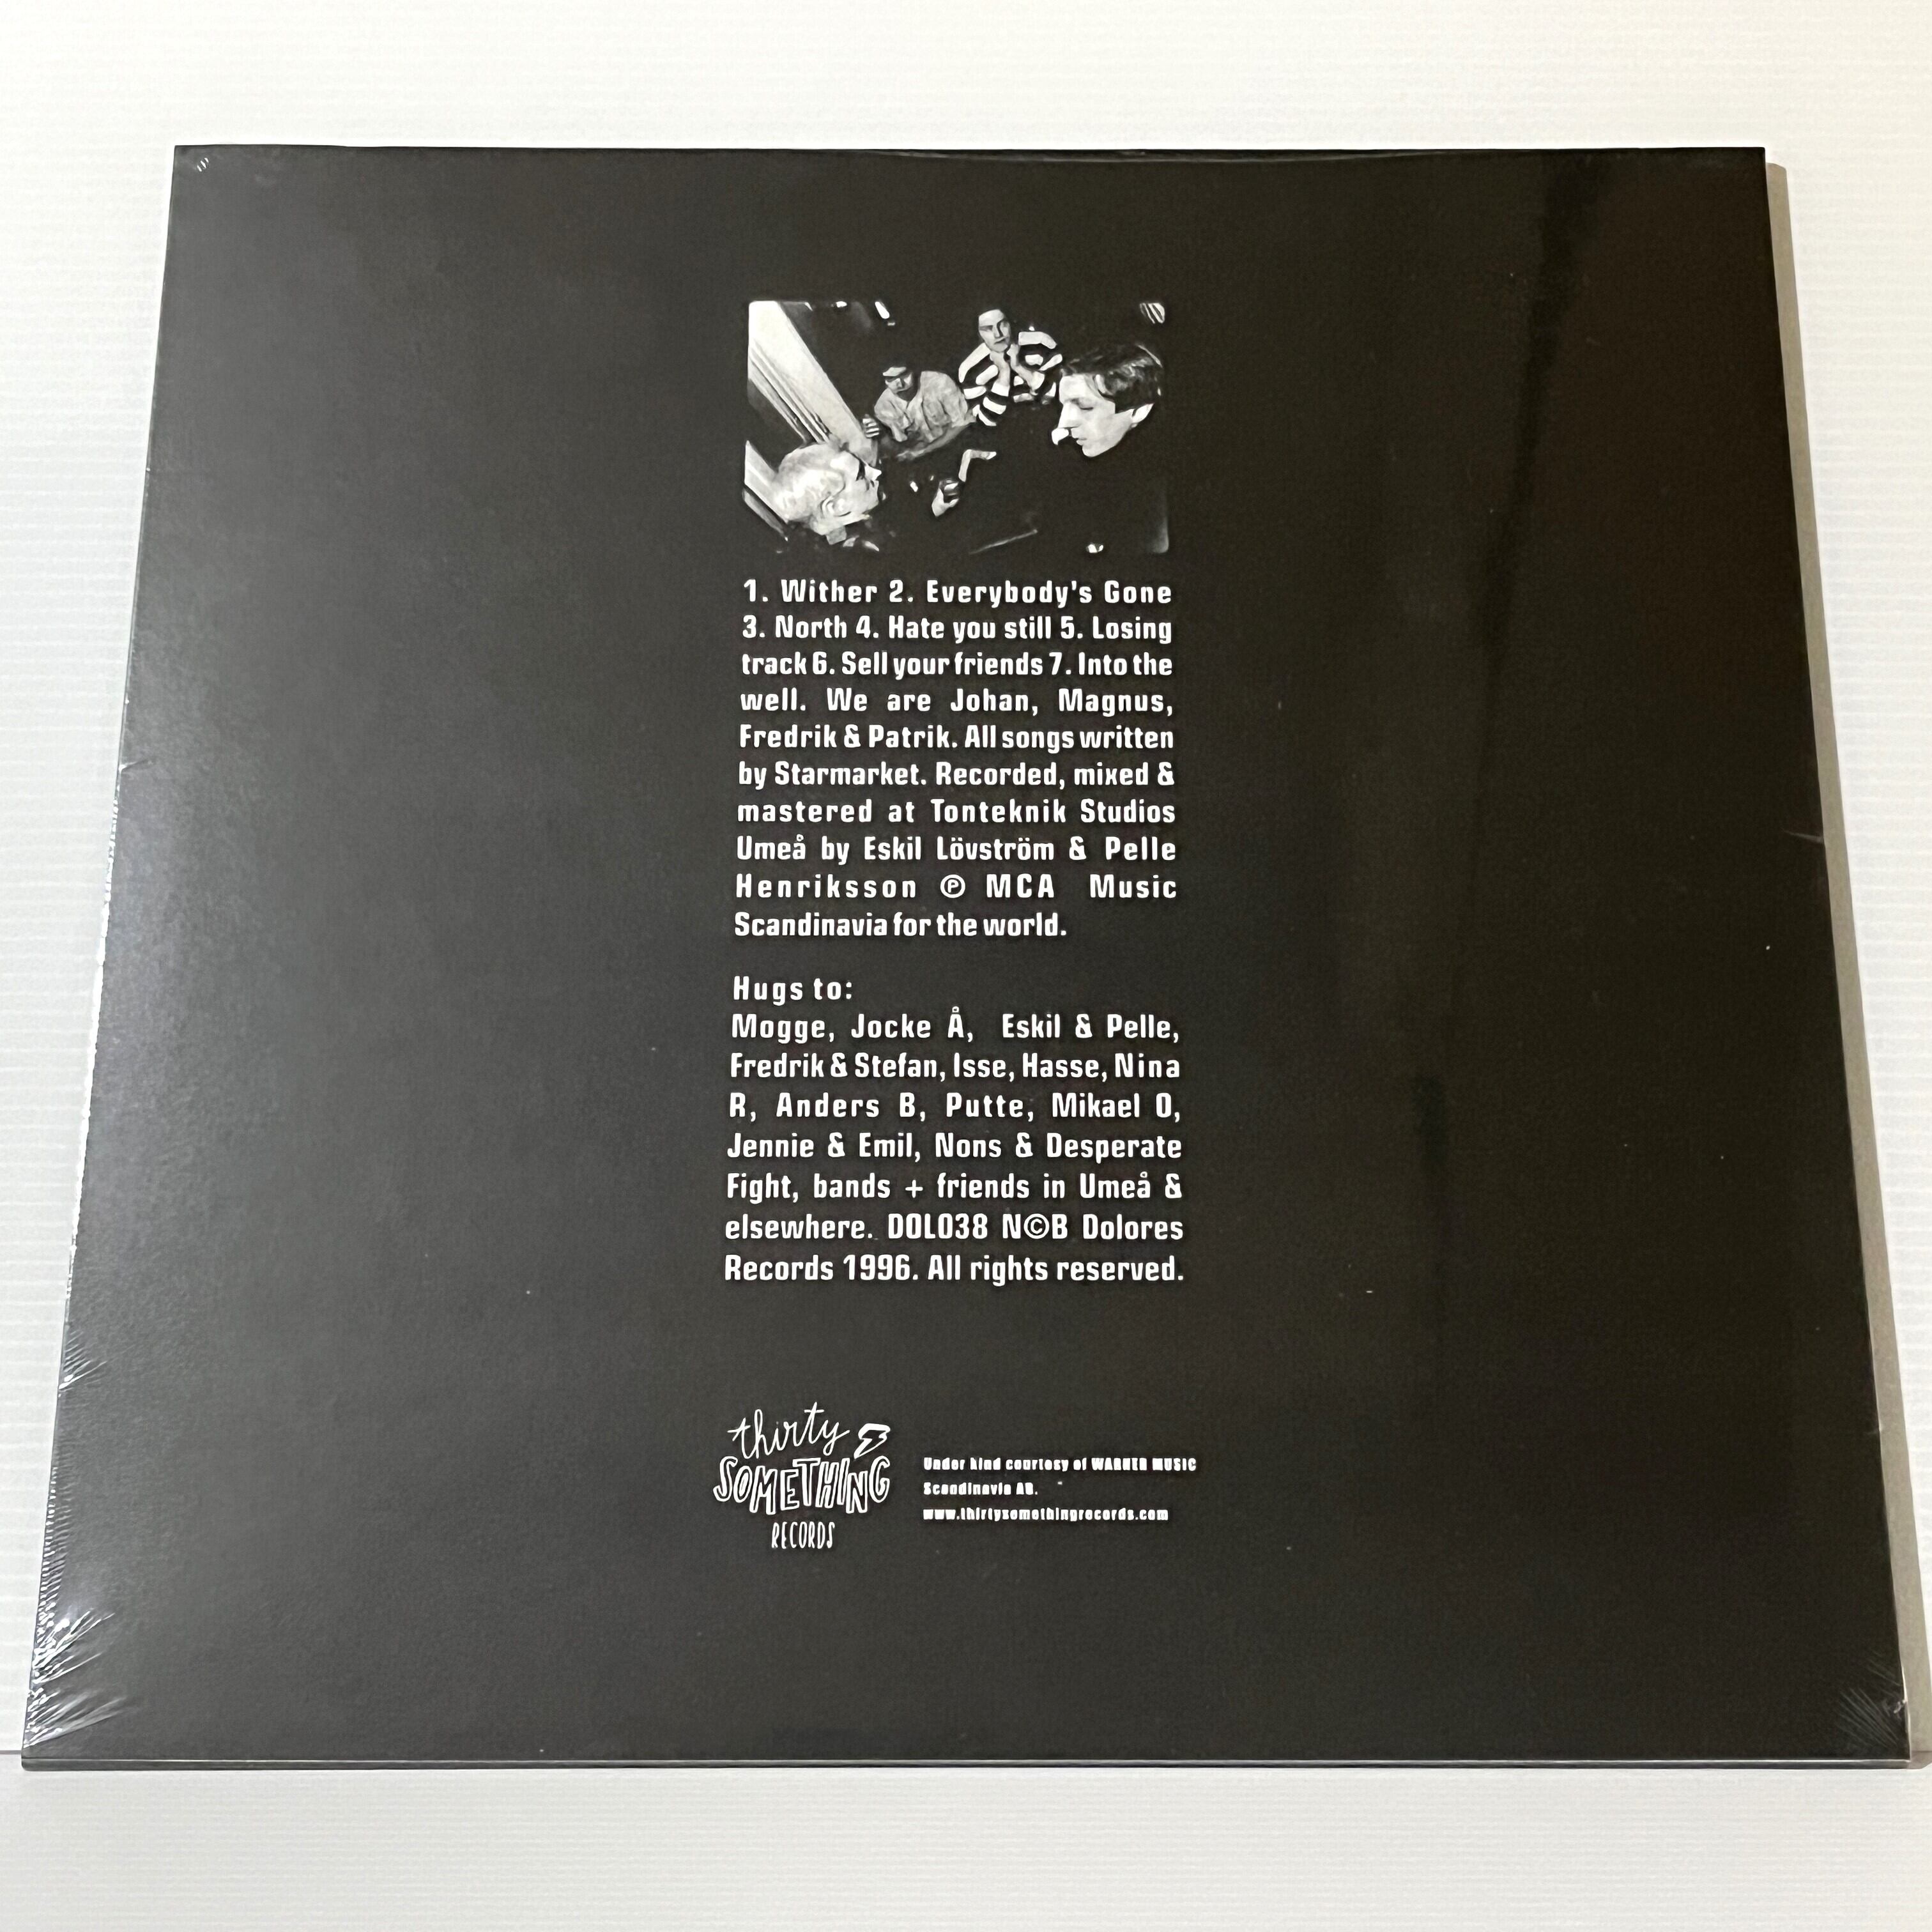 1. Wither 2. Everybody's Gone
3. North 4. Hate you still 5. Losing
track 6. Sell your friends 7. Into the
well. We are Johan, Magnus,
Fredrik & Patrik. All songs written
by Starmarket. Recorded, mixed &
mastered at Tonteknik Studios
Umeå by Eskil Lövström & Pelle
Henriksson ℗ MCA Music
Scandinavia for the world.
Hugs to:
Mogge, Jocke Å, Eskil & Pelle,
Fredrik & Stefan, Isse, Hasse, Nina
R, Anders B, Putte, Mikael O,
Jennie & Emil, Nons & Desperate
Fight, bands + friends in Umeå &
elsewhere. DOL038 N©B Dolores
Records 1996. All rights reserved.
thirty
SOMETHING
RECORDS
Under kind courtesy of WARNER MUSIC
Scandinavia AB.
www.thirtysomethingrecords.com